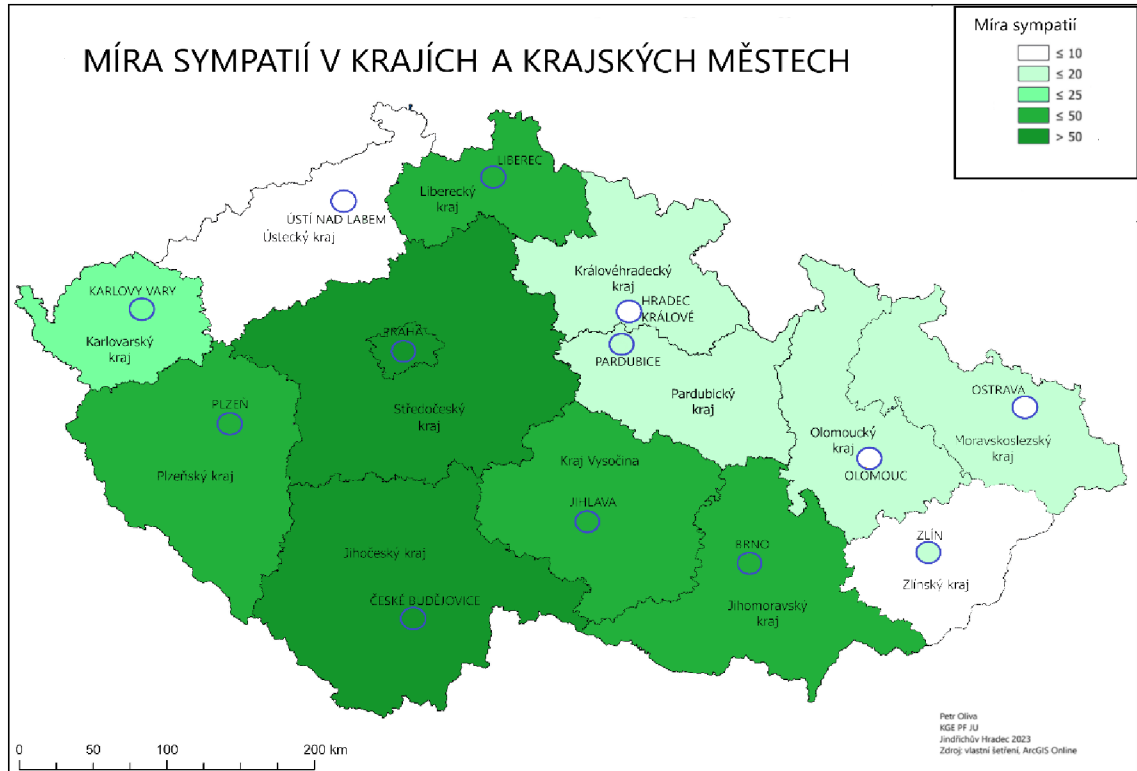 MÍRA SYMPATIÍ V KRAJÍCH A KRAJSKÝCH MĚSTECH
Míra sympatií
≤ 10
≤ 20
≤ 25
≤ 50
> 50
LIBEREC
Liberecký
kraj
ÚSTÍ NAD LABEM
Ústecký kraj
Královéhradecký
kraj
HRADEC
KRÁLOVÉ
KARLOVY VARY
Karlovarský
kraj
PRAHA
PARDUBICE
Pardubický
kraj
OSTRAVA
Moravskoslezský
kraj
PLZEŇ
Středočeský
kraj
Olomoucký
kraj
OLOMOUC
Plzeňský kraj
Kraj Vysočina
JIHLAVA
BRNO
Jihomoravský
kraj
ZLÍN
Zlínský kraj
Jihočeský kraj
ČESKÉ BUDĚJOVICE
0 50 100 200 km
Petr Oliva
KGE PF JU
Jindřichův Hradec 2023
Zdroj: vlastní šetření, ArcGIS Online